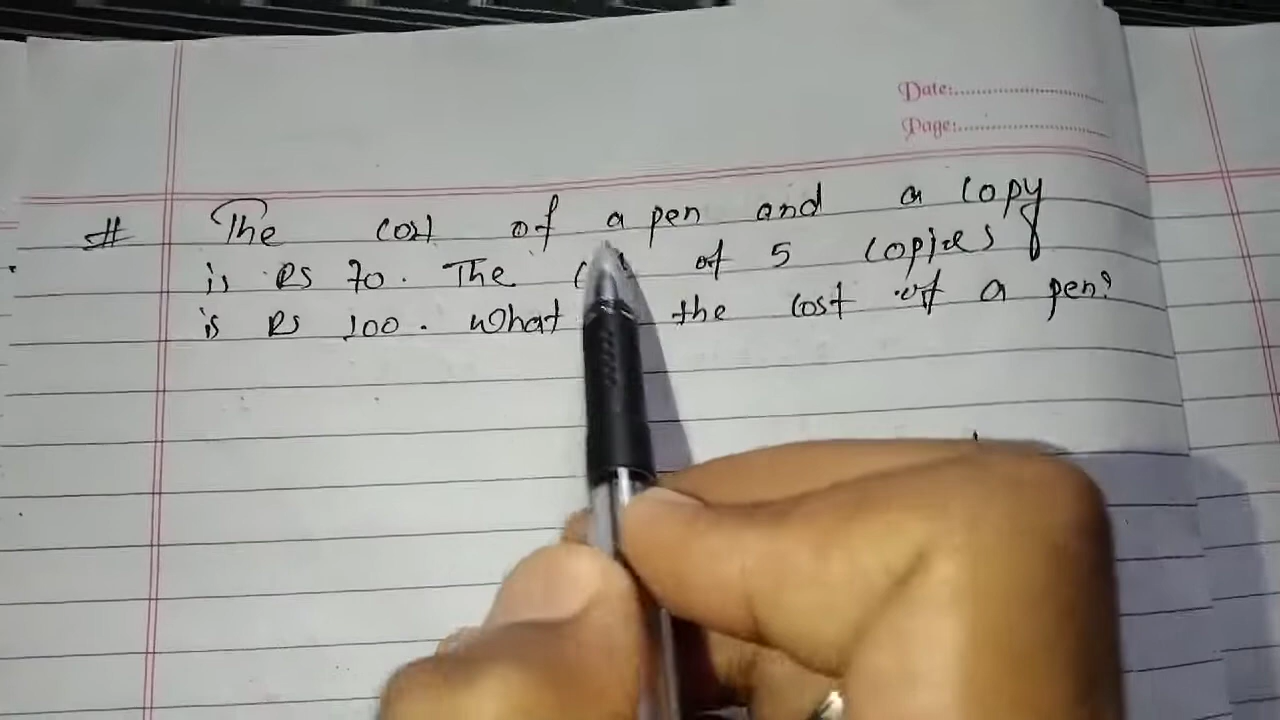 Date:
Page:
# The cost of a pen and a copy
is Rs 70. The of 5 copies
is Rs 100. What the cost of a pen?